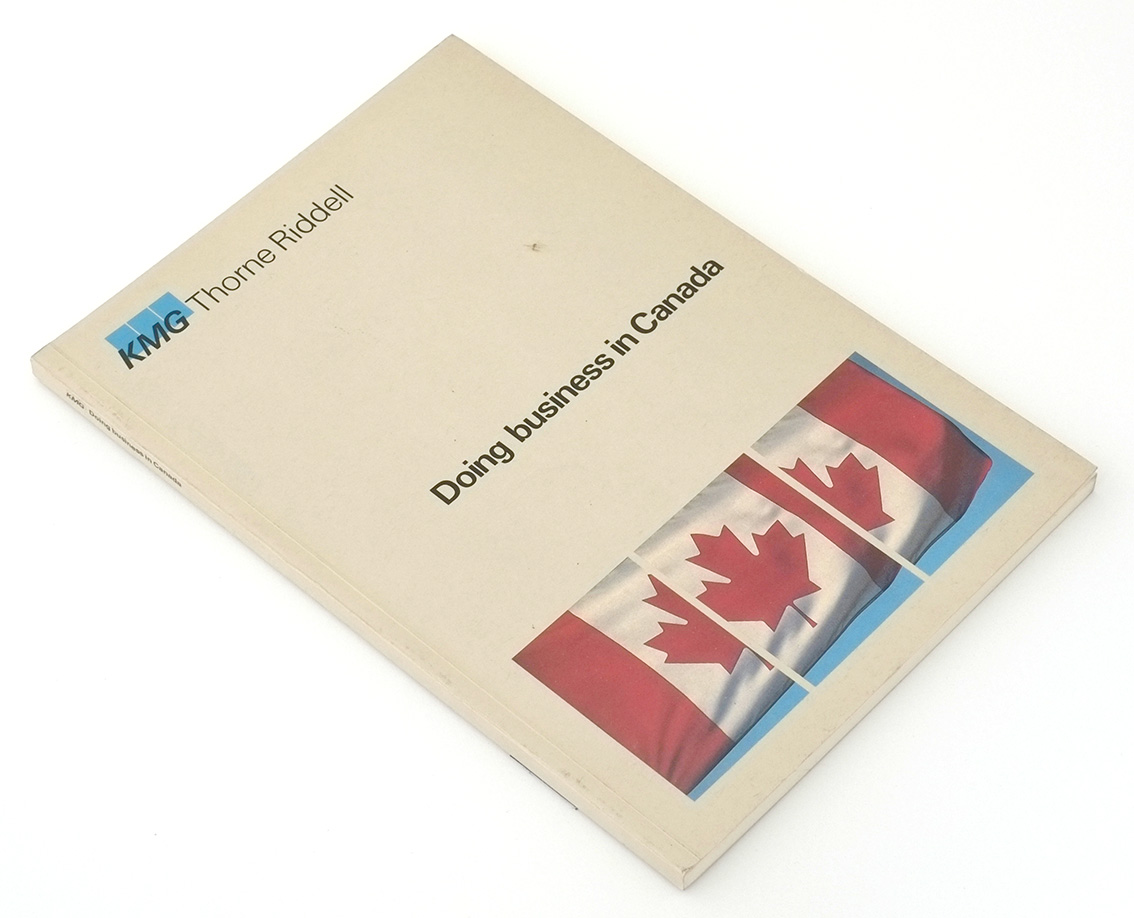 KMG Thorne Riddell
Doing business in Canada
KMG Doing business in Canada